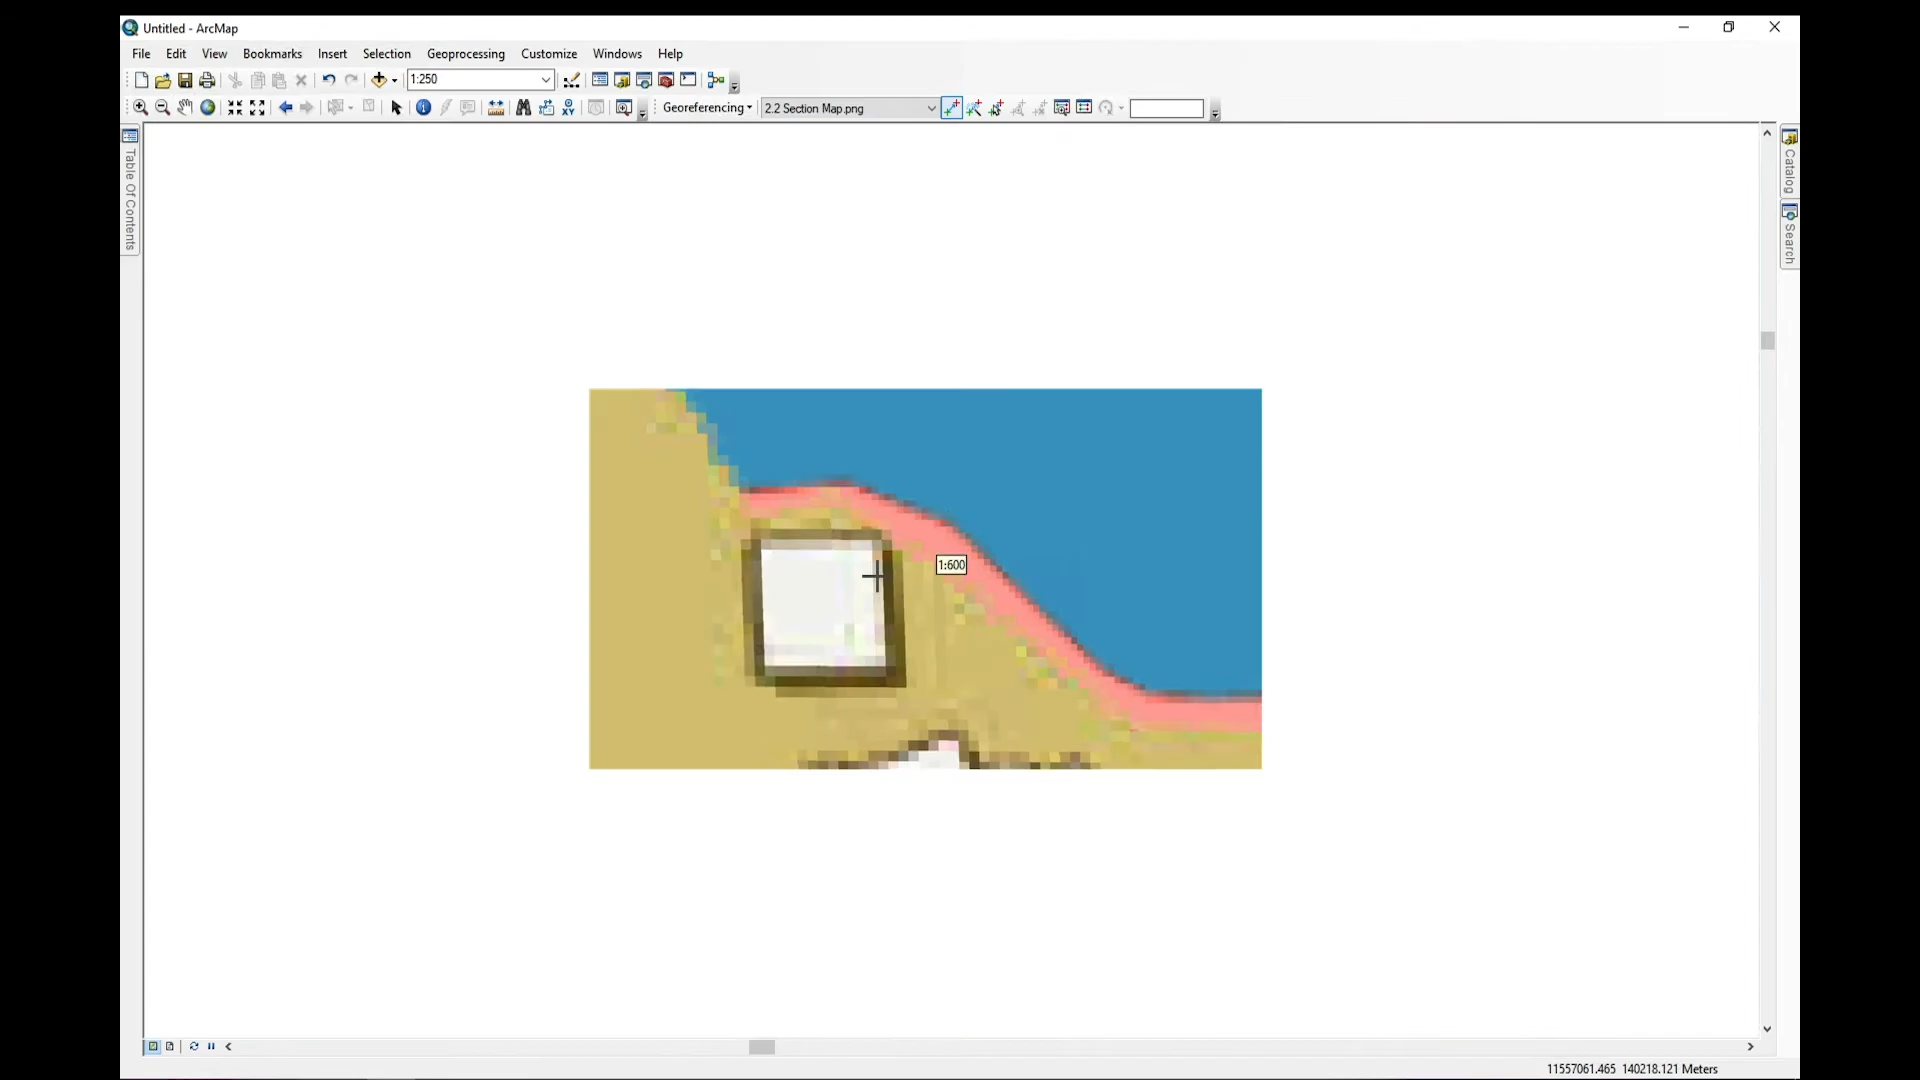 Untitled - ArcMap
File Edit View Bookmarks Insert Selection Geoprocessing Customize Windows Help
1:250
Georeferencing 2.2 Section Map.png
Table Of Contents
Catalog
Search
1:600
11557061.465 140218.121 Meters